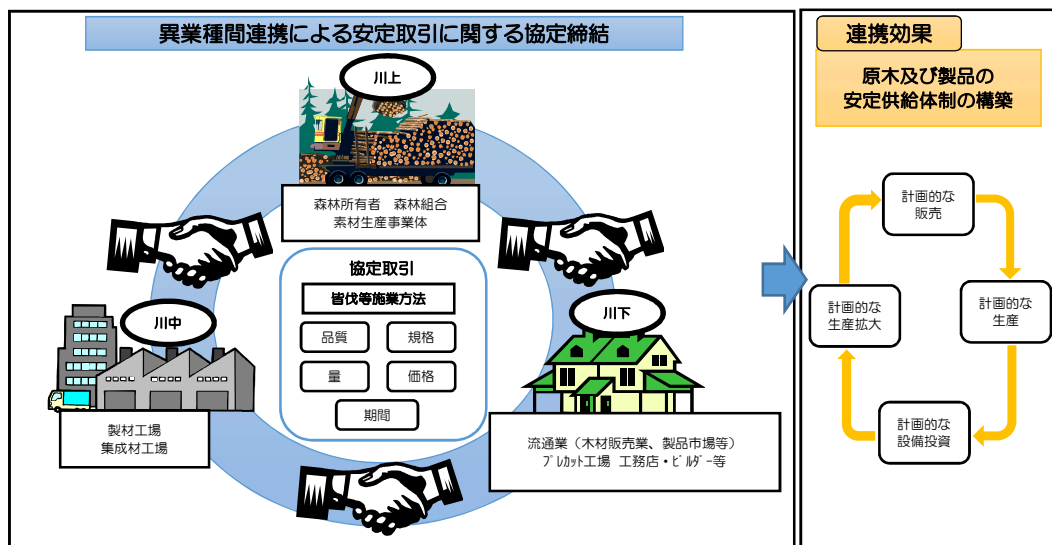 異業種間連携による安定取引に関する協定締結
川上
森林所有者　森林組合
素材生産事業体
協定取引
皆伐等施業方法
品質
規格
量
価格
期間
川中
製材工場
集成材工場
川下
流通業（木材販売業、製品市場等）
ﾌﾟﾚｶｯﾄ工場 工務店・ﾋﾞﾙﾀﾞｰ等
連携効果
原木及び製品の
安定供給体制の構築
計画的な
販売
計画的な
生産
計画的な
設備投資
計画的な
生産拡大